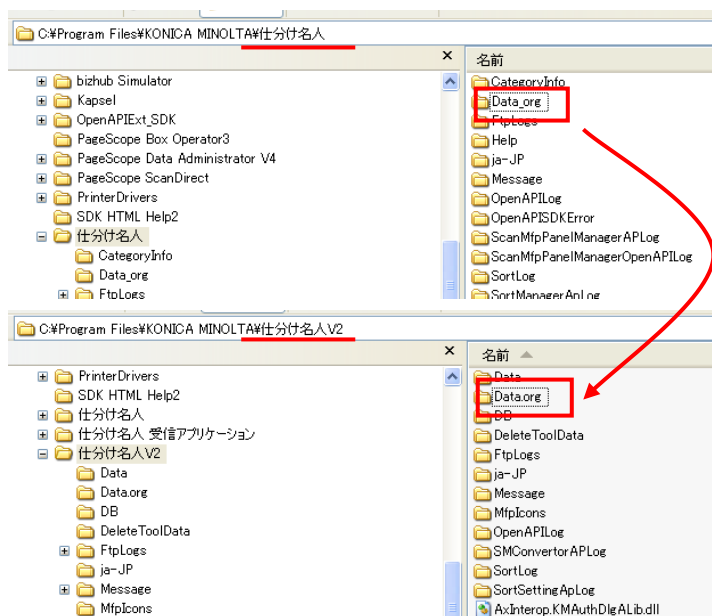 C:¥Program Files¥KONICA MINOLTA¥仕分け名人
×
名前
bizhub Simulator
Kapsel
OpenAPIExt_SDK
PageScope Box Operator3
PageScope Data Administrator V4
PageScope ScanDirect
PrinterDrivers
SDK HTML Help2
仕分け名人
CategoryInfo
Data_org
FtpLogs
CategoryInfo
Data_org
FtpLogs
Help
ja-JP
Message
OpenAPILog
OpenAPISDKError
ScanMfpPanelManagerAPLog
ScanMfpPanelManagerOpenAPILog
SortLog
SortManagerApLog
C:¥Program Files¥KONICA MINOLTA¥仕分け名人V2
×
名前
PrinterDrivers
SDK HTML Help2
仕分け名人
仕分け名人 受信アプリケーション
仕分け名人V2
Data
Data.org
DB
DeleteToolData
FtpLogs
ja-JP
Message
MfpIcons
Data
Data.org
DB
DeleteToolData
FtpLogs
ja-JP
Message
MfpIcons
OpenAPILog
SMConvertorAPLog
SortLog
SortSettingApLog
AxInterop.KMAuthDlgALib.dll